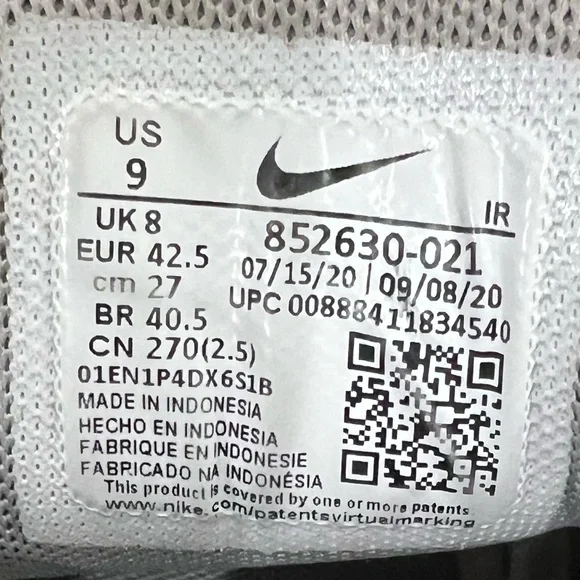 US
9
IR
UK 8
EUR 42.5
cm 27
BR 40.5
CN 270(2.5)
852630-021
07/15/20 | 09/08/20
UPC 00888411834540
01EN1P4DX6S1B
MADE IN INDONESIA
HECHO EN INDONESIA
FABRIQUE EN INDONESIE
FABRICADO NA INDONÉSIA
This product is covered by one or more patents
www.nike.com/patentsvirtualmarking